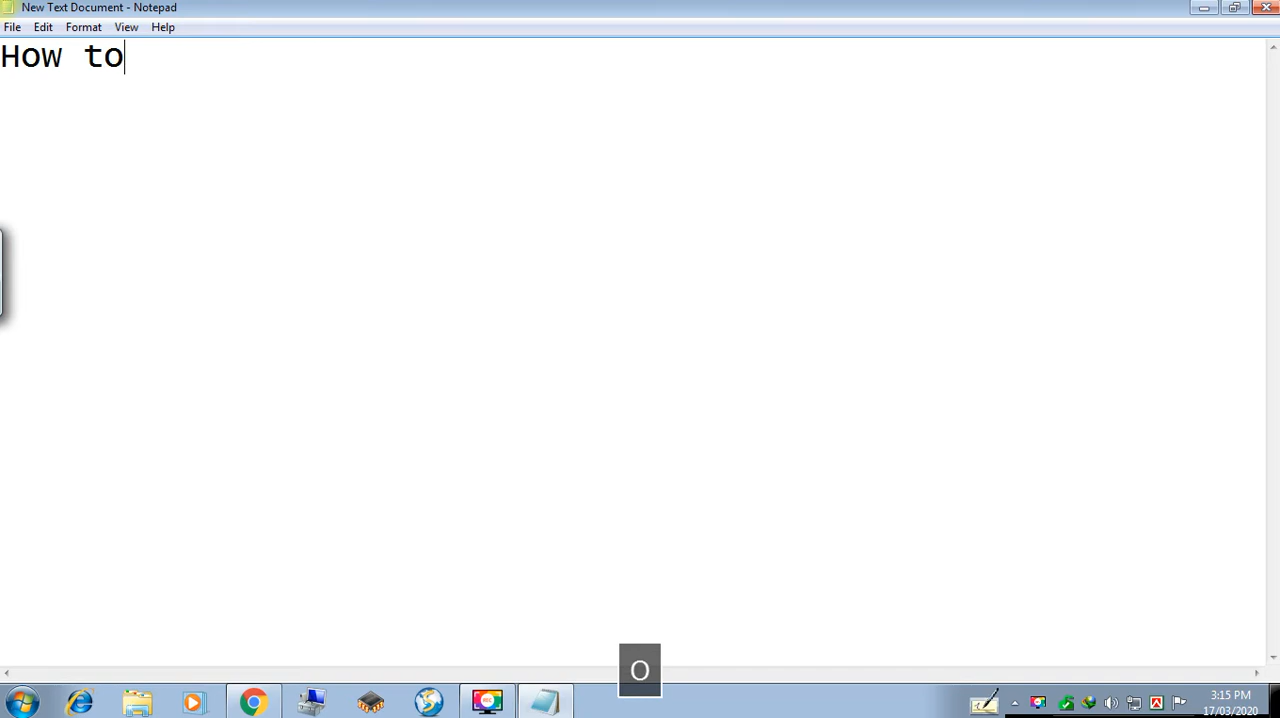 New Text Document - Notepad
File Edit Format View Help
How to
O
3:15 PM
17/03/2020